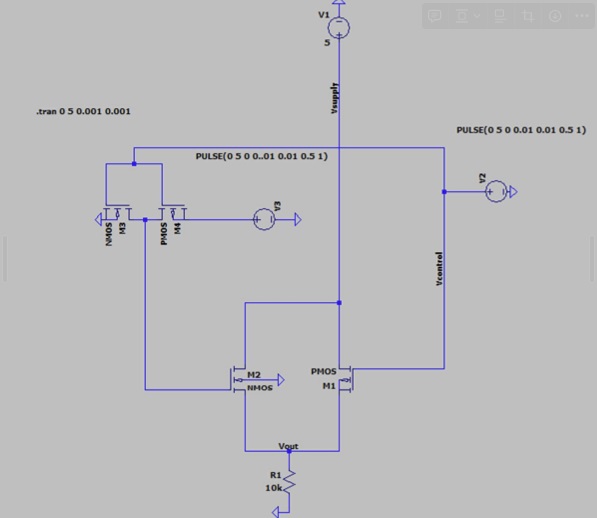 V1
5
Vsupply
.tran 0 5 0.001 0.001
PULSE(0 5 0 0.01 0.01 0.5 1)
PULSE(0 5 0 0..01 0.01 0.5 1)
V2
V3
NMOS
M3
PMOS
M4
Vcontrol
M2
NMOS
PMOS
M1
Vout
R1
10k